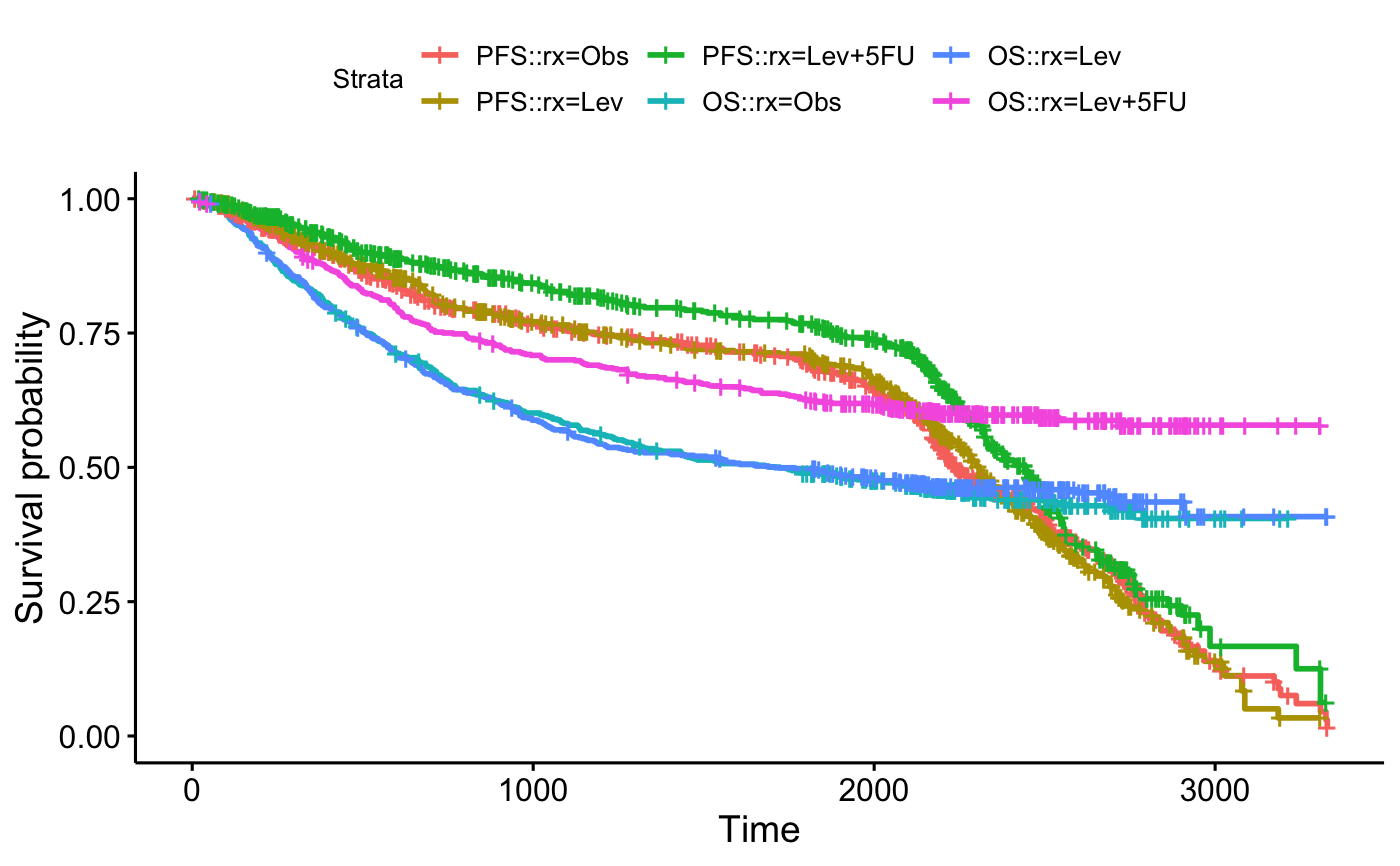 Strata
PFS::rx=Obs PFS::rx=Lev+5FU OS::rx=Lev
PFS::rx=Lev OS::rx=Obs OS::rx=Lev+5FU
Survival probability
1.00
0.75
0.50
0.25
0.00
0 1000 2000 3000
Time